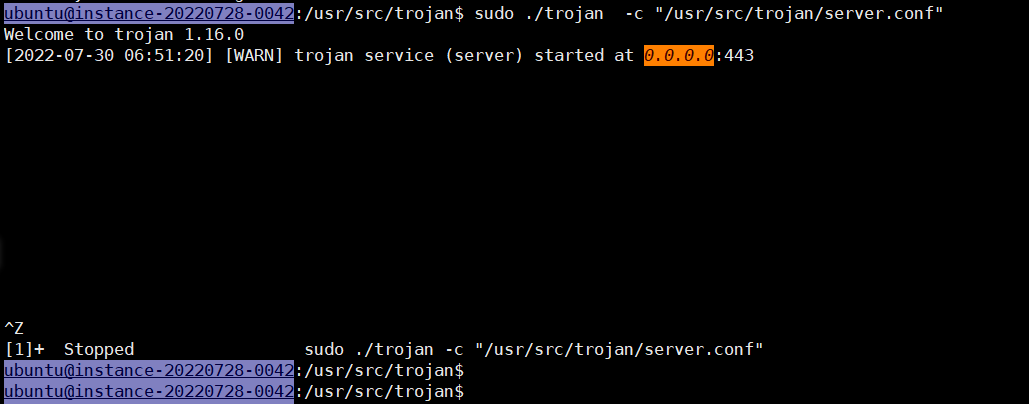 ubuntu@instance-20220728-0042:/usr/src/trojan$ sudo ./trojan  -c "/usr/src/trojan/server.conf"
Welcome to trojan 1.16.0
[2022-07-30 06:51:20] [WARN] trojan service (server) started at 0.0.0.0:443
^Z
[1]+  Stopped                 sudo ./trojan -c "/usr/src/trojan/server.conf"
ubuntu@instance-20220728-0042:/usr/src/trojan$
ubuntu@instance-20220728-0042:/usr/src/trojan$